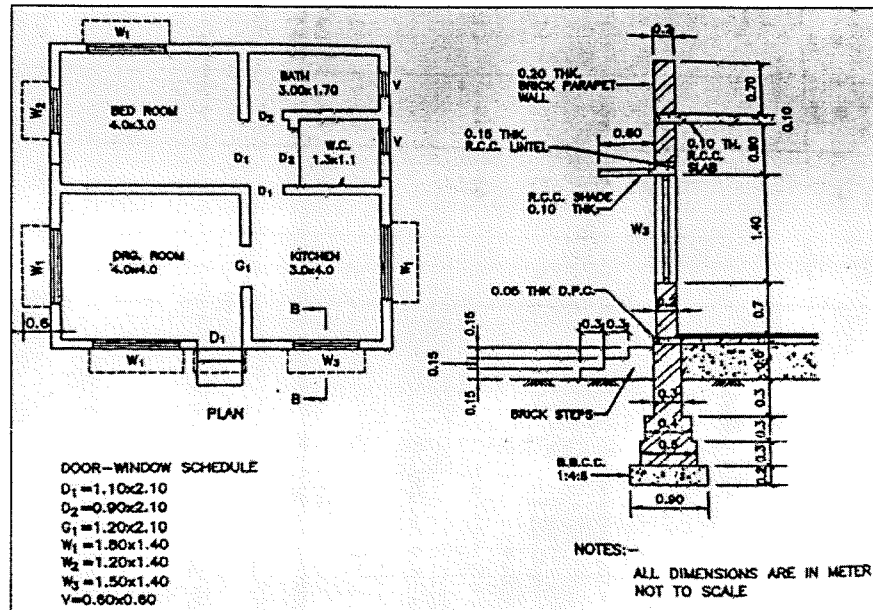 W1
BATH
3.00x1.70
V
W2
BED ROOM
4.0x3.0
D2
W.C.
1.3x1.1
V
D1
D2
D1
DRG. ROOM
4.0x4.0
KITCHEN
3.0x4.0
W1
G1
W1
B
0.6
D1
W1
W3
B
PLAN
DOOR-WINDOW SCHEDULE
D1=1.10x2.10
D2=0.90x2.10
G1=1.20x2.10
W1=1.80x1.40
W2=1.20x1.40
W3=1.50x1.40
V=0.60x0.60
0.2
0.20 THK.
BRICK PARAPET
WALL
0.70
0.10
0.15 THK.
R.C.C. LINTEL
0.60
0.10 TH.
R.C.C.
SLAB
R.C.C. SHADE
0.10 THK.
W3
1.40
0.05 THK D.P.C.
0.7
0.15
0.3
0.3
0.15
0.15
0.3
0.3
BRICK STEPS
0.4
0.3
0.3
B.B.C.C.
0.2
0.90
NOTES:-
ALL DIMENSIONS ARE IN METER
NOT TO SCALE